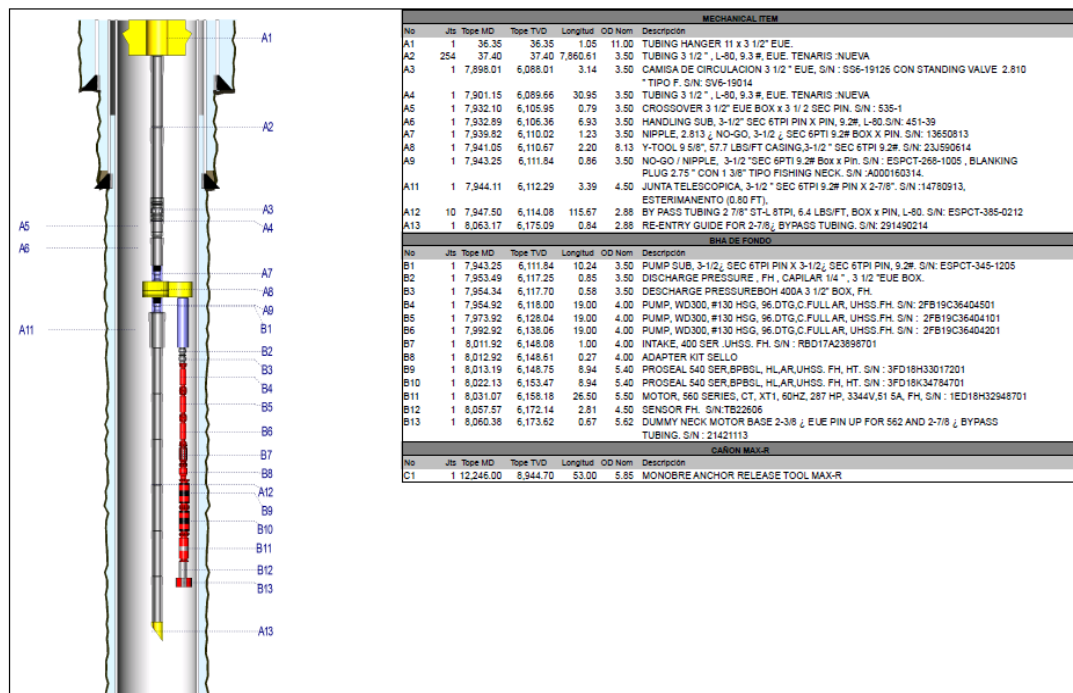 A1
A2
A3
A5
A4
A6
A7
A8
A9
A11
B1
B2
B3
B4
B5
B6
B7
B8
A12
B9
B10
B11
B12
B13
A13
MECHANICAL ITEM
No Jts Tope MD Tope TVD Longitud OD Nom Descripción
A1 1 36.35 36.35 1.05 11.00 TUBING HANGER 11 x 3 1/2" EUE.
A2 254 37.40 37.40 7,860.61 3.50 TUBING 3 1/2 " , L-80, 9.3 #, EUE. TENARIS :NUEVA
A3 1 7,898.01 6,088.01 3.14 3.50 CAMISA DE CIRCULACION 3 1/2 " EUE, S/N : SS6-19126 CON STANDING VALVE 2.810
" TIPO F. S/N: SV6-19014
A4 1 7,901.15 6,089.66 30.95 3.50 TUBING 3 1/2 " , L-80, 9.3 #, EUE. TENARIS :NUEVA
A5 1 7,932.10 6,105.95 0.79 3.50 CROSSOVER 3 1/2" EUE BOX x 3 1/ 2 SEC PIN. S/N : 535-1
A6 1 7,932.89 6,106.36 6.93 3.50 HANDLING SUB, 3-1/2" SEC 6TPI PIN X PIN, 9.2#, L-80.S/N: 451-39
A7 1 7,939.82 6,110.02 1.23 3.50 NIPPLE, 2.813 ¿ NO-GO, 3-1/2 ¿ SEC 6PTI 9.2# BOX X PIN. S/N: 13650813
A8 1 7,941.05 6,110.67 2.20 8.13 Y-TOOL 9 5/8", 57.7 LBS/FT CASING,3-1/2 " SEC 6TPI 9.2#. S/N: 23J590614
A9 1 7,943.25 6,111.84 0.86 3.50 NO-GO / NIPPLE, 3-1/2 "SEC 6PTI 9.2# Box x Pin. S/N : ESPCT-268-1005 , BLANKING
PLUG 2.75 " CON 1 3/8" TIPO FISHING NECK. S/N :A000160314.
A11 1 7,944.11 6,112.29 3.39 4.50 JUNTA TELESCOPICA, 3-1/2 " SEC 6TPI 9.2# PIN X 2-7/8". S/N :14780913,
ESTERIMANENTO (0.80 FT),
A12 10 7,947.50 6,114.08 115.67 2.88 BY PASS TUBING 2 7/8" ST-L 8TPI, 6.4 LBS/FT, BOX x PIN, L-80. S/N: ESPCT-385-0212
A13 1 8,063.17 6,175.09 0.84 2.88 RE-ENTRY GUIDE FOR 2-7/8¿ BYPASS TUBING. S/N: 291490214
BHA DE FONDO
B1 1 7,943.25 6,111.84 10.24 3.50 PUMP SUB, 3-1/2¿ SEC 6TPI PIN X 3-1/2¿ SEC 6TPI PIN, 9.2#. S/N: ESPCT-345-1205
B2 1 7,953.49 6,117.25 0.85 3.50 DISCHARGE PRESSURE , FH , CAPILAR 1/4 " , 3 1/2 "EUE BOX.
B3 1 7,954.34 6,117.70 0.58 3.50 DESCHARGE PRESSUREBOH 400A 3 1/2" BOX, FH.
B4 1 7,954.92 6,118.00 19.00 4.00 PUMP, WD300, #130 HSG, 96.DTG,C.FULL AR, UHSS.FH. S/N: 2FB19C36404501
B5 1 7,973.92 6,128.04 19.00 4.00 PUMP, WD300, #130 HSG, 96.DTG,C.FULL AR, UHSS.FH. S/N : 2FB19C36404101
B6 1 7,992.92 6,138.06 19.00 4.00 PUMP, WD300, #130 HSG, 96.DTG,C.FULL AR, UHSS.FH. S/N : 2FB19C36404201
B7 1 8,011.92 6,148.08 1.00 4.00 INTAKE, 400 SER .UHSS. FH. S/N : RBD17A23898701
B8 1 8,012.92 6,148.61 0.27 4.00 ADAPTER KIT SELLO
B9 1 8,013.19 6,148.75 8.94 5.40 PROSEAL 540 SER,BPBSL, HL,AR,UHSS. FH, HT. S/N : 3FD18H33017201
B10 1 8,022.13 6,153.47 8.94 5.40 PROSEAL 540 SER,BPBSL, HL,AR,UHSS. FH, HT. S/N : 3FD18K34784701
B11 1 8,031.07 6,158.18 26.50 5.50 MOTOR, 560 SERIES, CT, XT1, 60HZ, 287 HP, 3344V,51 5A, FH, S/N : 1ED18H32948701
B12 1 8,057.57 6,172.14 2.81 4.50 SENSOR FH. S/N:TB22606
B13 1 8,060.38 6,173.62 0.67 5.62 DUMMY NECK MOTOR BASE 2-3/8 ¿ EUE PIN UP FOR 562 AND 2-7/8 ¿ BYPASS
TUBING. S/N : 21421113
CAÑON MAX-R
No Jts Tope MD Tope TVD Longitud OD Nom Descripción
C1 1 12,246.00 8,944.70 53.00 5.85 MONOBRE ANCHOR RELEASE TOOL MAX-R